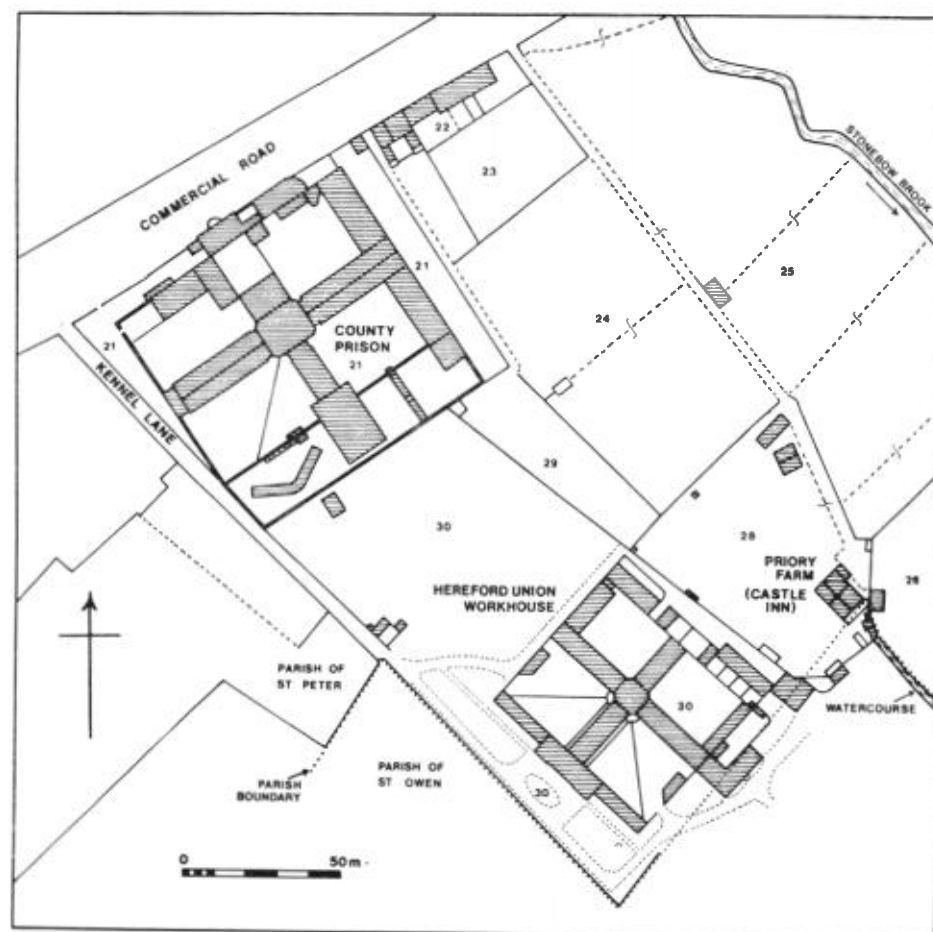 COMMERCIAL ROAD
STONEBOW BROOK
22
23
21
25
24
COUNTY
PRISON
21
21
KENNEL LANE
29
30
28
PRIORY
FARM
(CASTLE
INN)
26
HEREFORD UNION
WORKHOUSE
PARISH OF
ST PETER
30
WATERCOURSE
PARISH OF
ST OWEN
PARISH
BOUNDARY
30
0 50m